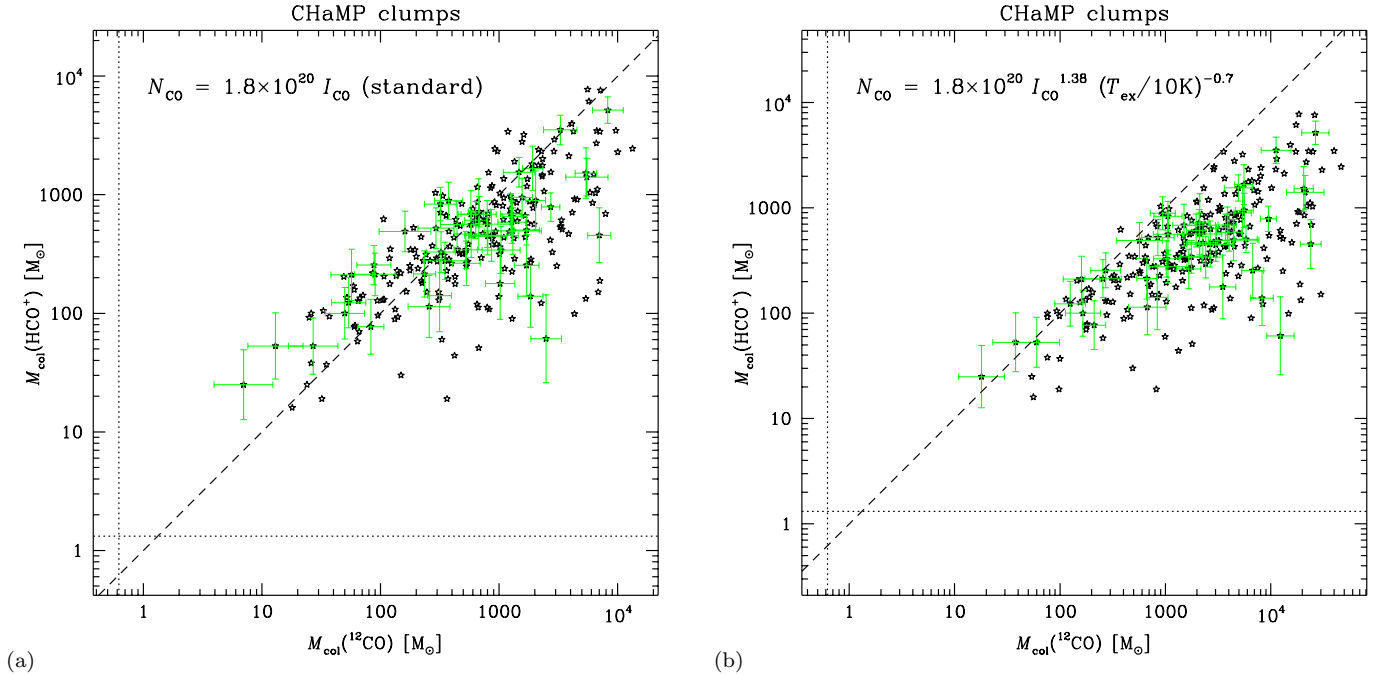 CHaMP clumps
N_CO = 1.8×10^20 I_CO (standard)
10^4
1000
100
10
1
M_col(HCO^+) [M_⊙]
1 10 100 1000 10^4
M_col(^12CO) [M_⊙]
(a)
CHaMP clumps
N_CO = 1.8×10^20 I_CO^1.38 (T_ex/10K)^−0.7
10^4
1000
100
10
1
M_col(HCO^+) [M_⊙]
1 10 100 1000 10^4
M_col(^12CO) [M_⊙]
(b)